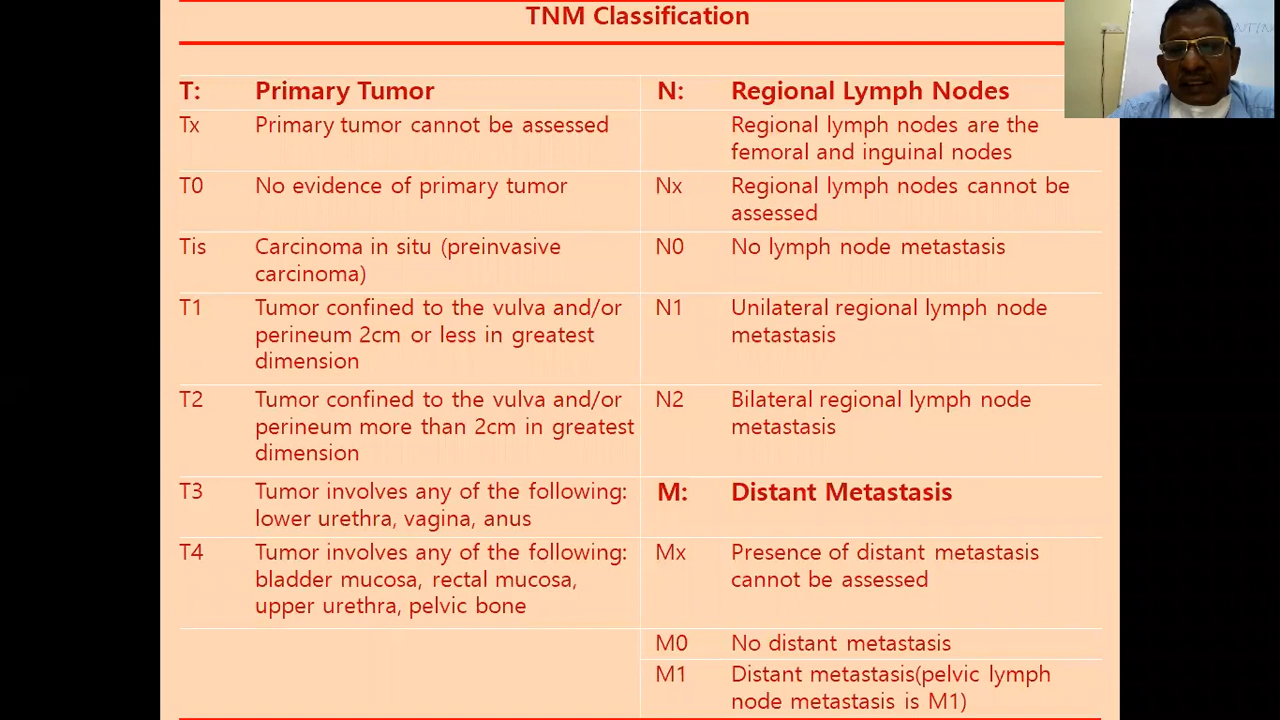 TNM Classification
T: Primary Tumor
Tx Primary tumor cannot be assessed
T0 No evidence of primary tumor
Tis Carcinoma in situ (preinvasive
carcinoma)
T1 Tumor confined to the vulva and/or
perineum 2cm or less in greatest
dimension
T2 Tumor confined to the vulva and/or
perineum more than 2cm in greatest
dimension
T3 Tumor involves any of the following:
lower urethra, vagina, anus
T4 Tumor involves any of the following:
bladder mucosa, rectal mucosa,
upper urethra, pelvic bone
N: Regional Lymph Nodes
Regional lymph nodes are the
femoral and inguinal nodes
Nx Regional lymph nodes cannot be
assessed
N0 No lymph node metastasis
N1 Unilateral regional lymph node
metastasis
N2 Bilateral regional lymph node
metastasis
M: Distant Metastasis
Mx Presence of distant metastasis
cannot be assessed
M0 No distant metastasis
M1 Distant metastasis(pelvic lymph
node metastasis is M1)